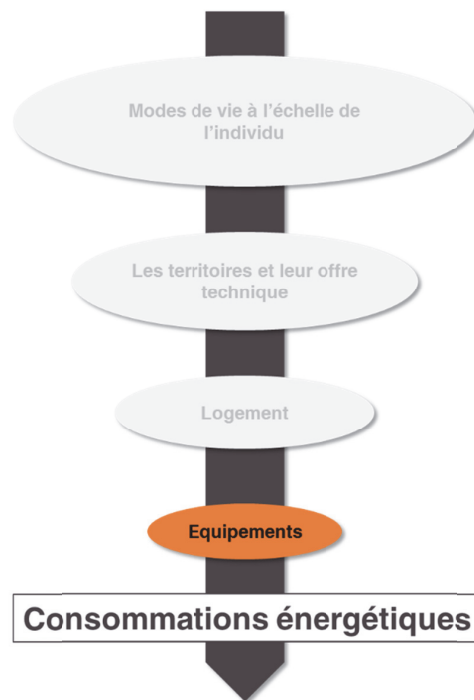 Modes de vie à l'échelle de
l'individu
Les territoires et leur offre
technique
Logement
Equipements
Consommations énergétiques